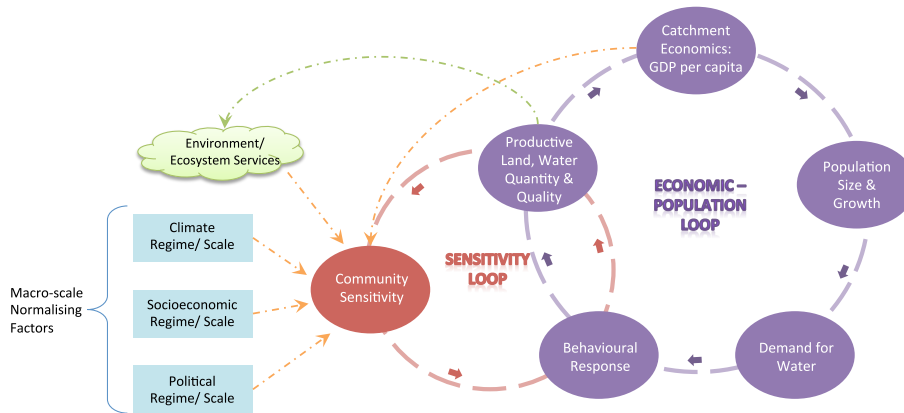 Catchment
Economics:
GDP per capita
Environment/
Ecosystem Services
Productive
Land, Water
Quantity &
Quality
ECONOMIC –
POPULATION
LOOP
Population
Size &
Growth
Climate
Regime/ Scale
SENSITIVITY
LOOP
Community
Sensitivity
Macro-scale
Normalising
Factors
Socioeconomic
Regime/ Scale
Behavioural
Response
Demand for
Water
Political
Regime/ Scale